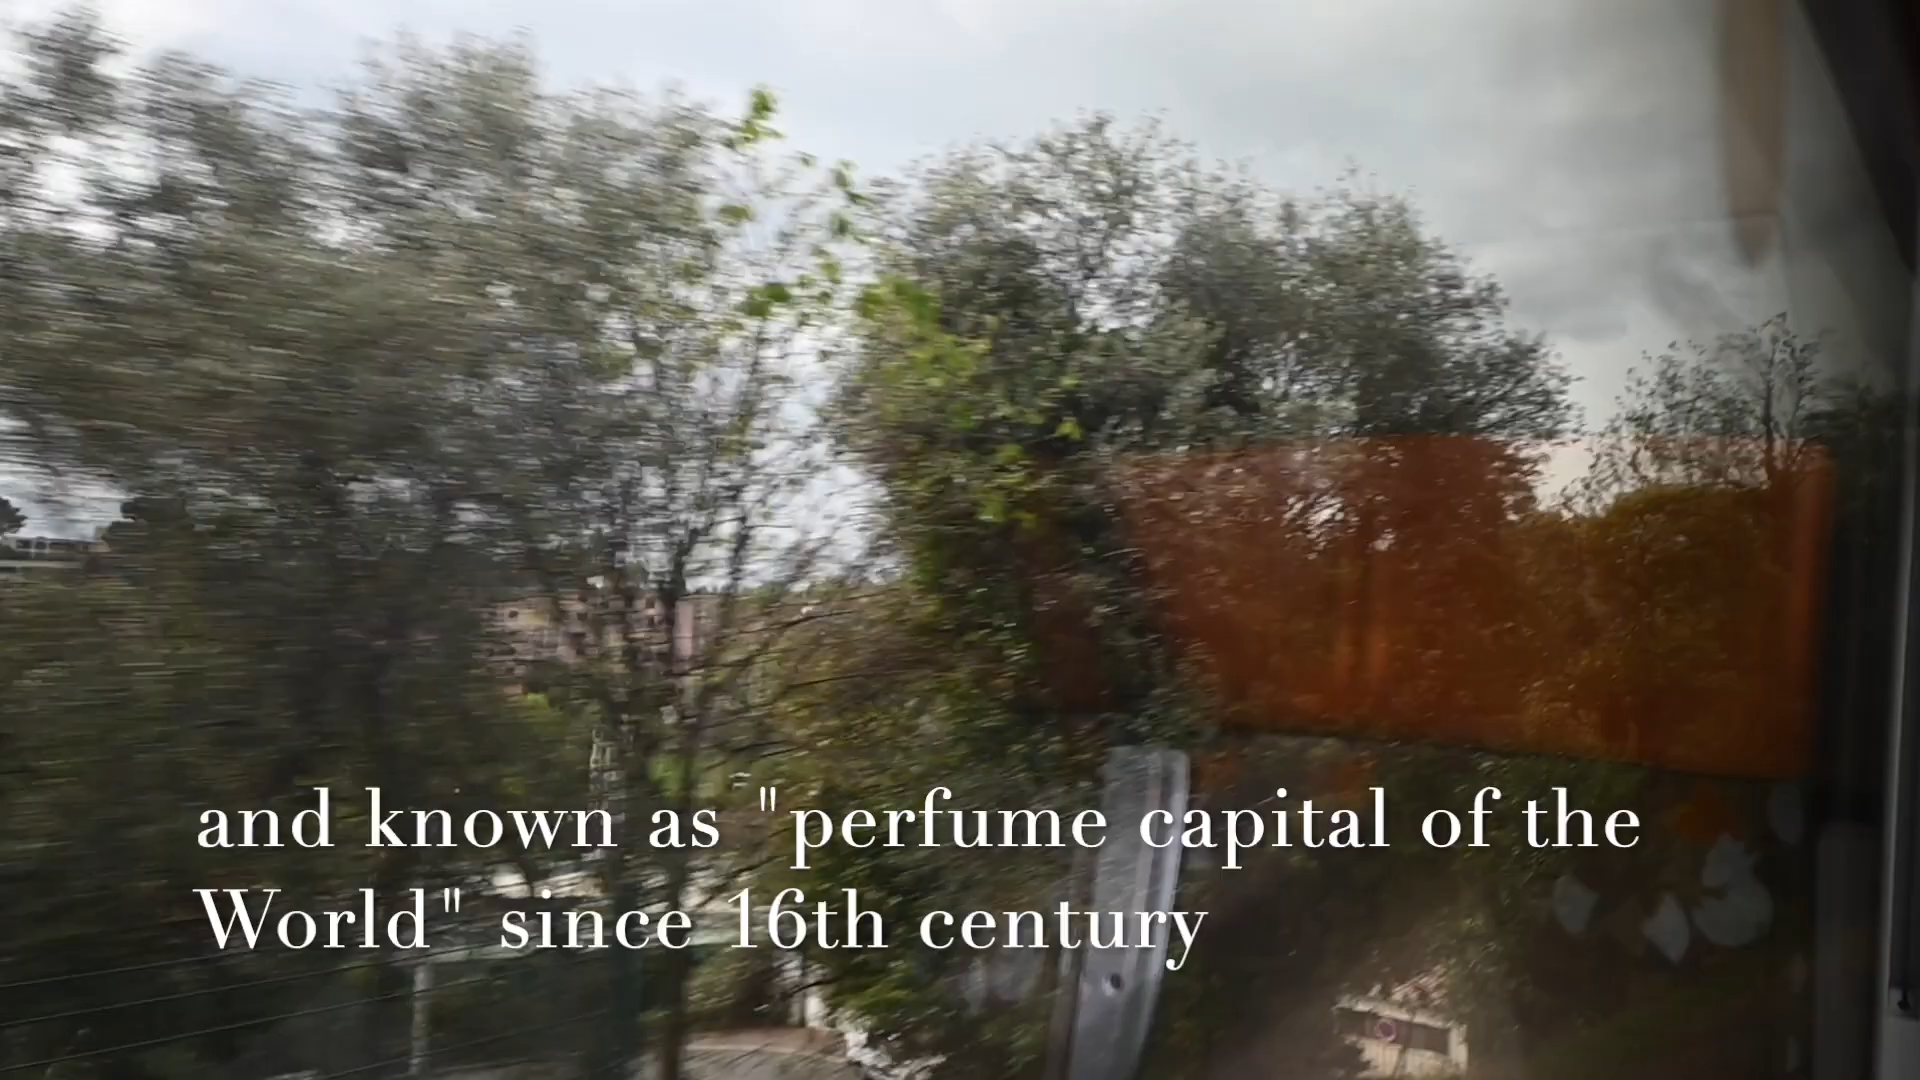 and known as "perfume capital of the
World" since 16th century